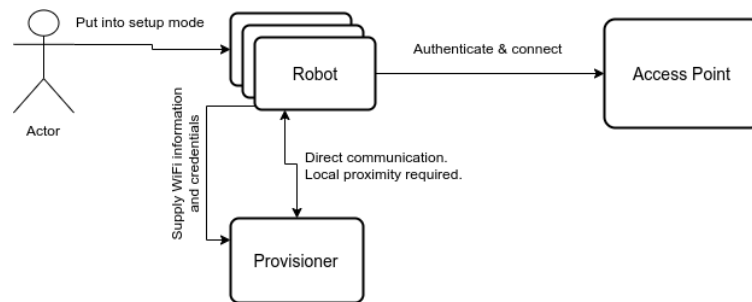 Put into setup mode
Robot
Authenticate & connect
Access Point
Actor
Supply WiFi information
and credentials
Direct communication.
Local proximity required.
Provisioner